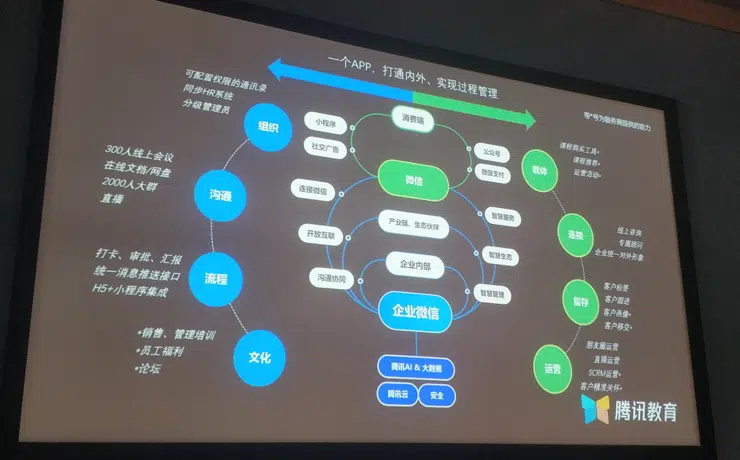 一个APP、打通内外、实现过程管理
带*号为服务商提供的能力
可配置权限的通讯录
同步HR系统
分级管理员
组织
300人线上会议
在线文档/网盘
2000人大群
直播
沟通
打卡、审批、汇报
统一消息推送接口
H5+小程序集成
流程
*销售、管理培训
*员工福利
*论坛
文化
消费端
小程序
社交广告
公众号
微信支付
微信
连接微信
开放互联
沟通协同
产业链、生态伙伴
企业内部
智慧服务
智慧生态
智慧管理
企业微信
腾讯AI & 大数据
腾讯云
安全
载体
课程购买工具*
课程推荐*
运营活动*
连接
线上咨询
专属顾问
企业统一对外形象
留存
客户标签
客户跟进
客户画像*
客户移交*
运营
朋友圈运营
直播运营
SCRM运营*
客户精准关怀*
腾讯教育